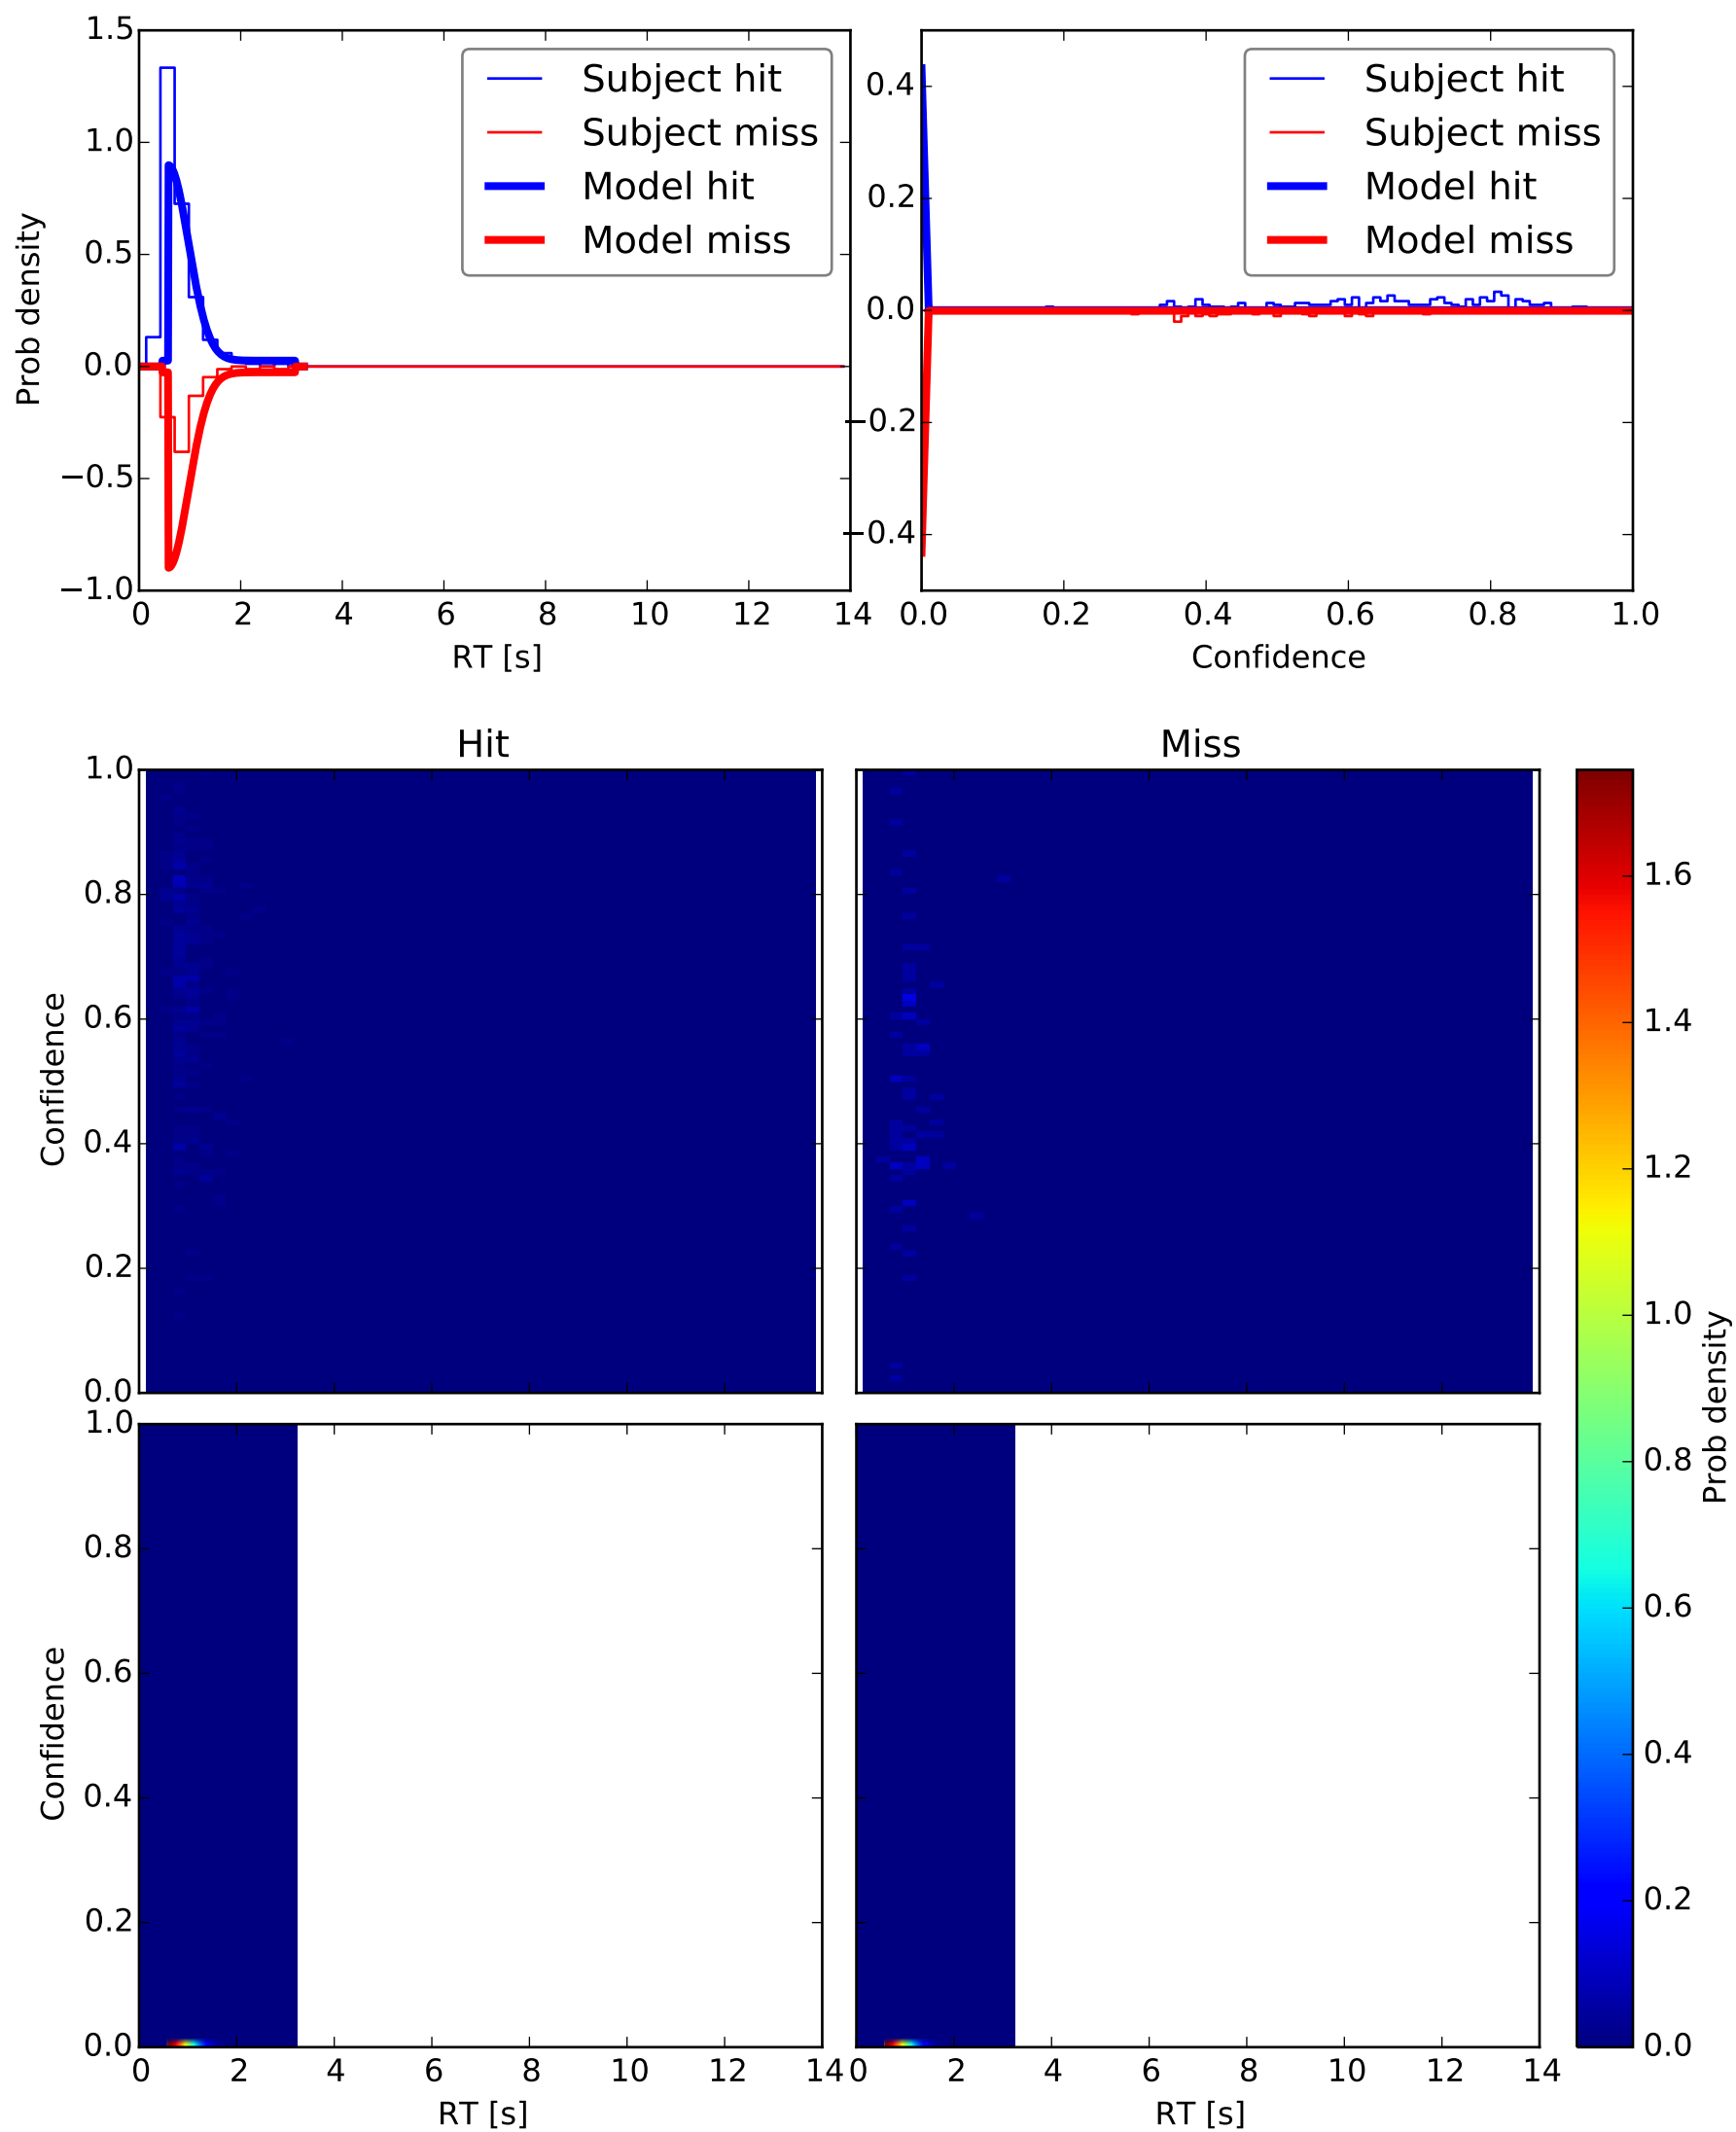 1.5
1.0
0.5
0.0
−0.5
−1.0
Prob density
0 2 4 6 8 10 12 14
RT [s]
Subject hit
Subject miss
Model hit
Model miss
0.4
0.2
0.0
−0.2
−0.4
0.0 0.2 0.4 0.6 0.8 1.0
Confidence
Subject hit
Subject miss
Model hit
Model miss
Hit
1.0
0.8
0.6
0.4
0.2
0.0
Confidence
Miss
1.0
0.8
0.6
0.4
0.2
0.0
Confidence
0 2 4 6 8 10 12 14
RT [s]
0 2 4 6 8 10 12 14
RT [s]
1.6
1.4
1.2
1.0
0.8
0.6
0.4
0.2
0.0
Prob density